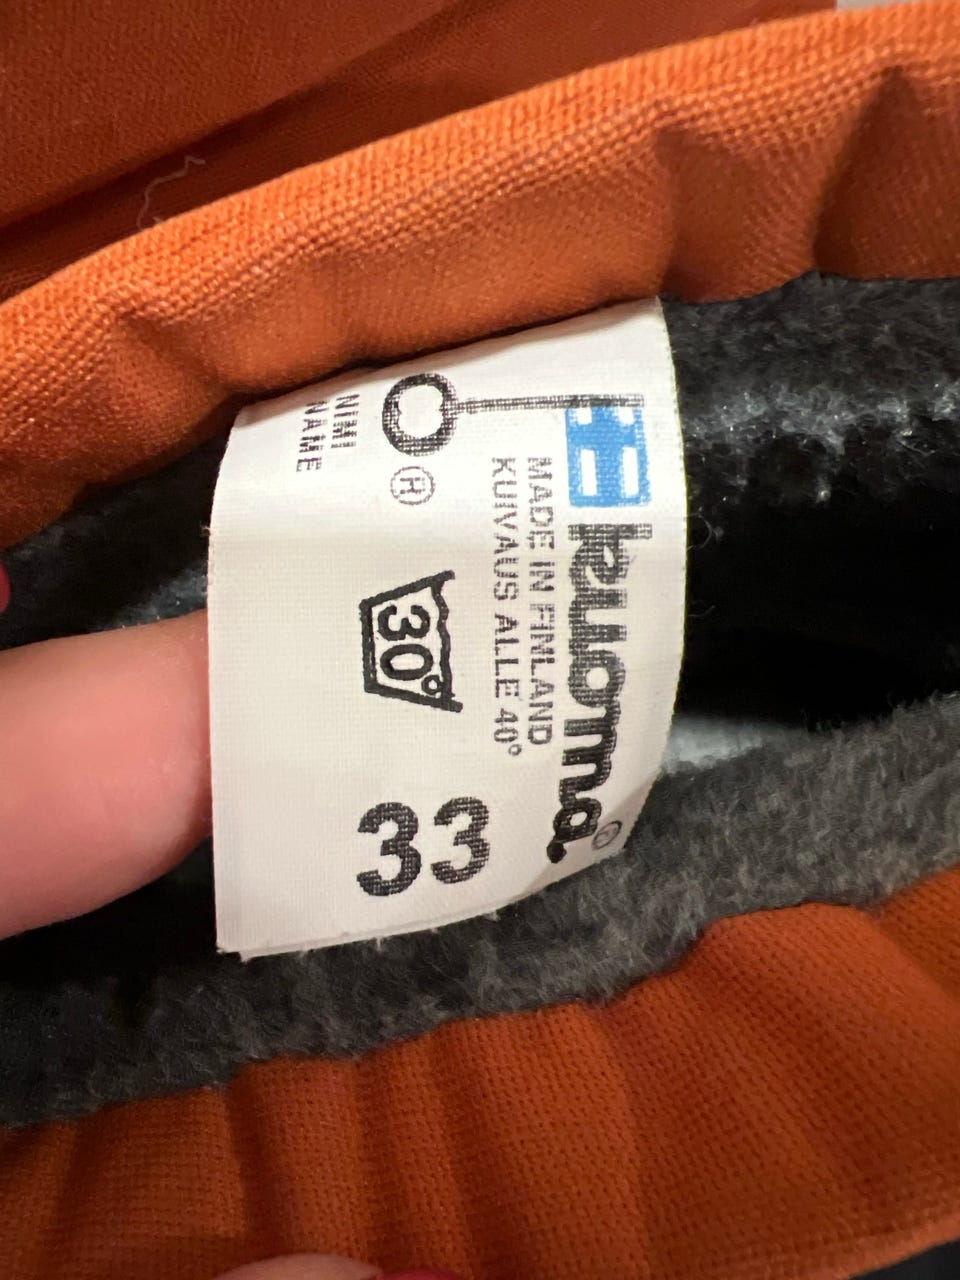 kuoma®
MADE IN FINLAND
KUIVAUS ALLE 40°
®
NIMI
NAME
30°
33